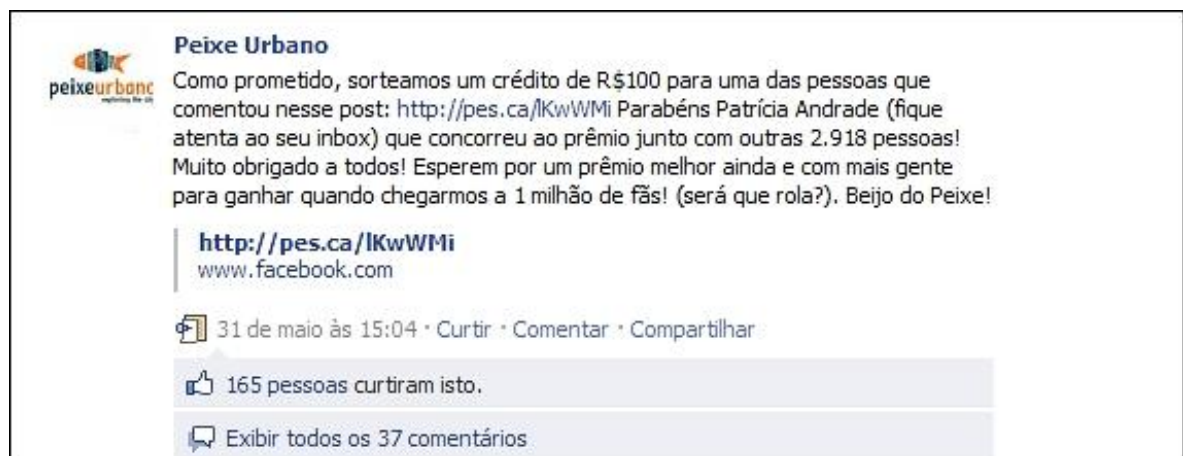 Peixe Urbano
peixeurbano
Como prometido, sorteamos um crédito de R$100 para uma das pessoas que
comentou nesse post: http://pes.ca/lKwWMi Parabéns Patrícia Andrade (fique
atenta ao seu inbox) que concorreu ao prêmio junto com outras 2.918 pessoas!
Muito obrigado a todos! Esperem por um prêmio melhor ainda e com mais gente
para ganhar quando chegarmos a 1 milhão de fãs! (será que rola?). Beijo do Peixe!
http://pes.ca/lKwWMi
www.facebook.com
31 de maio às 15:04 · Curtir · Comentar · Compartilhar
165 pessoas curtiram isto.
Exibir todos os 37 comentários